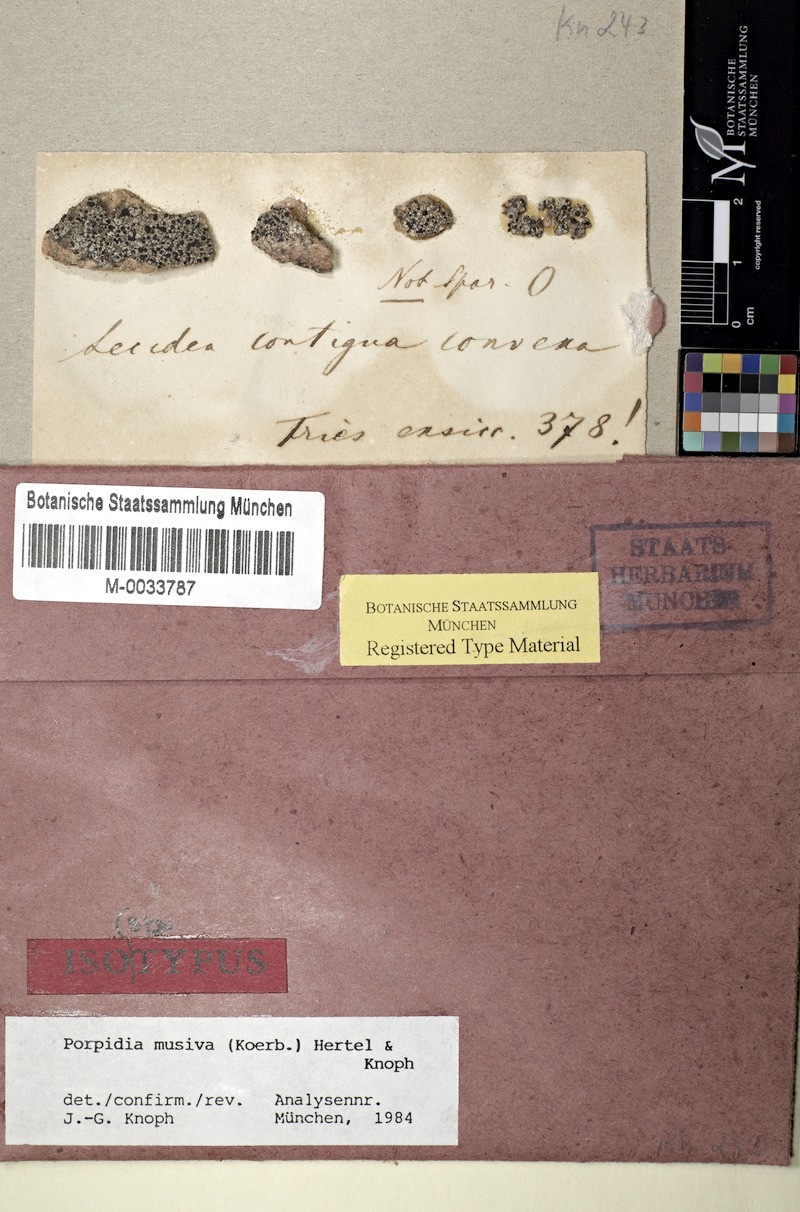 Kn 243
BOTANISCHE
STAATSSAMMLUNG
MÜNCHEN
copyright reserved
0 1 2
cm
Not Spor. O
Lecidea contigua convexa
Fries exsicc. 378!
Botanische Staatssammlung München
M-0033787
STAATS-
HERBARIUM
MÜNCHEN
BOTANISCHE STAATSSAMMLUNG
MÜNCHEN
Registered Type Material
ISOTYPUS
Porpidia musiva (Koerb.) Hertel &
Knoph
det./confirm./rev. Analysennr.
J.-G. Knoph München, 1984